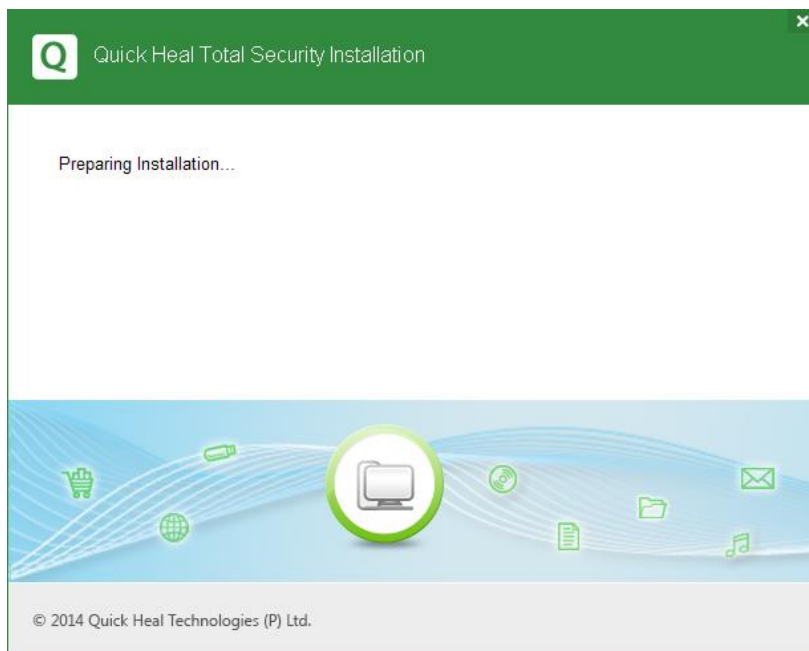 Q
Quick Heal Total Security Installation
Preparing Installation...
© 2014 Quick Heal Technologies (P) Ltd.